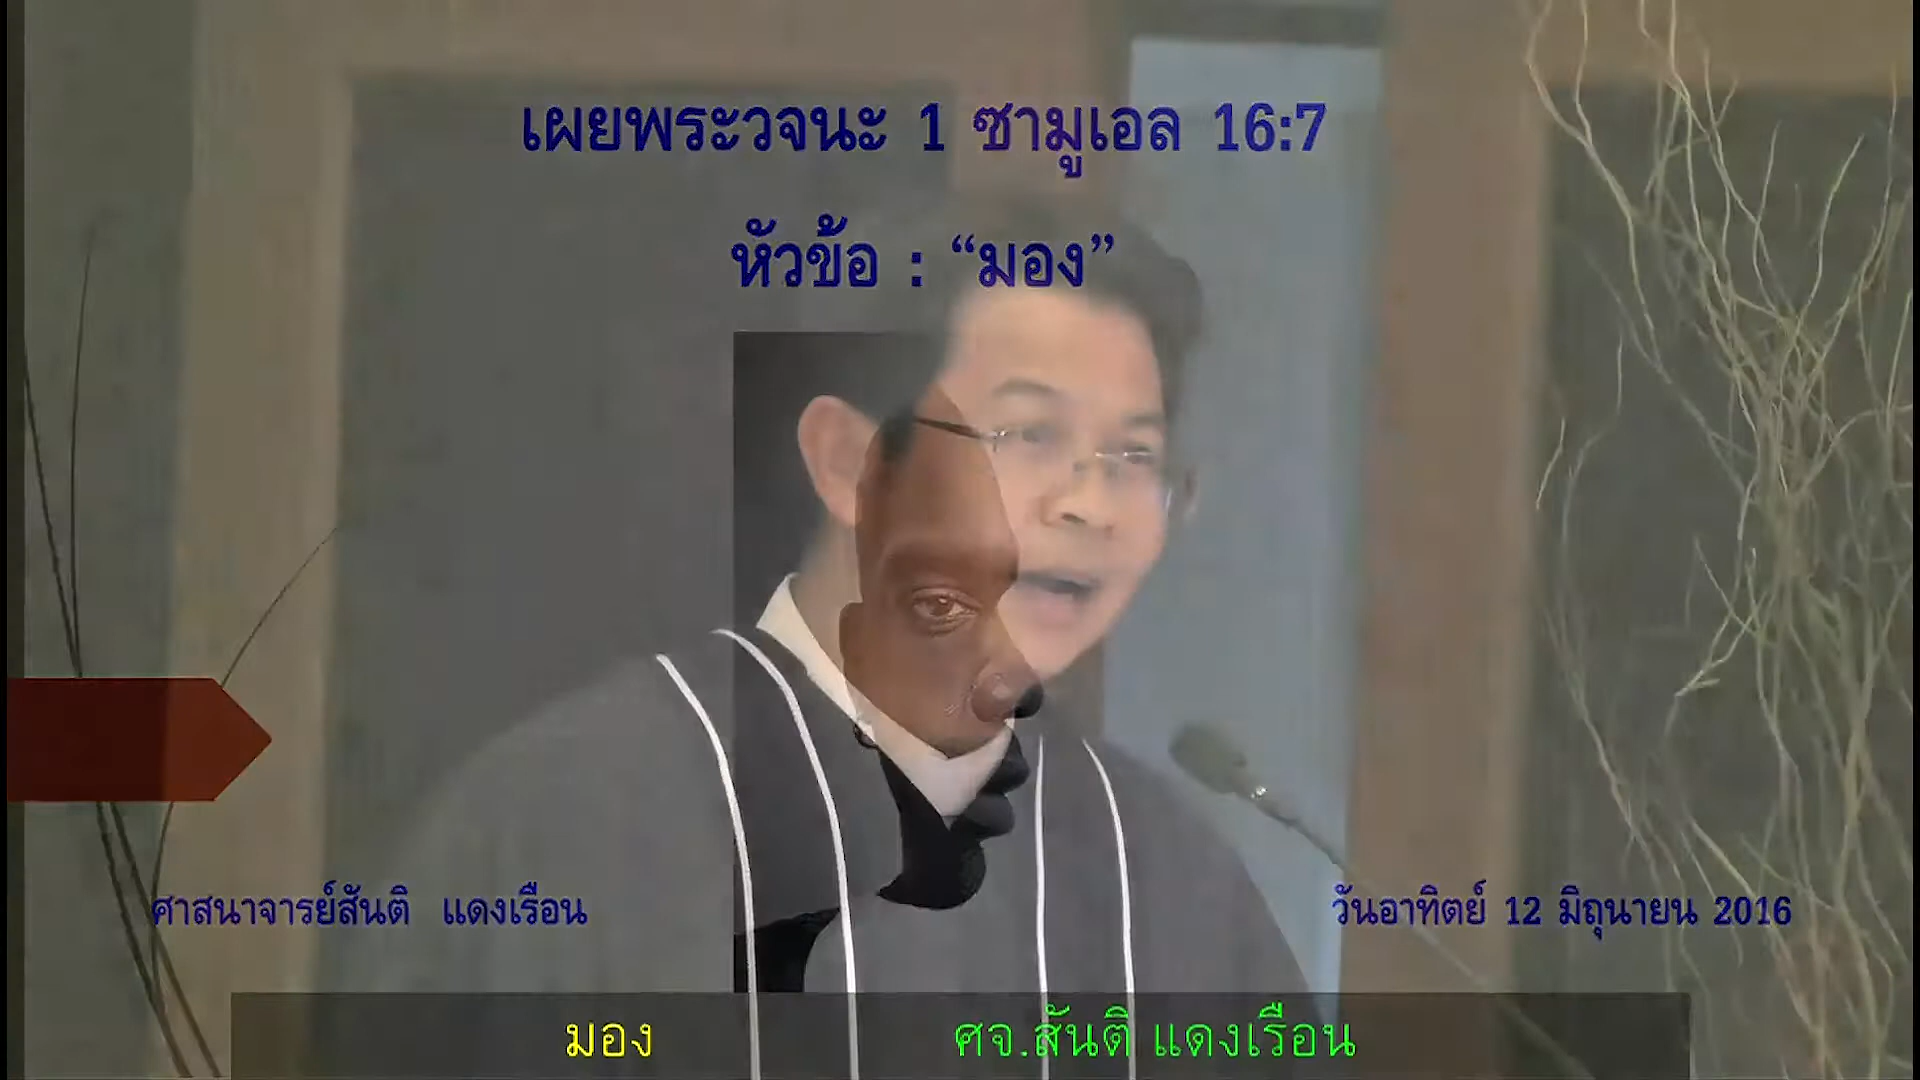 เผยพระวจนะ 1 ซามูเอล 16:7
หัวข้อ : “มอง”
ศาสนาจารย์สันติ แดงเรือน
วันอาทิตย์ 12 มิถุนายน 2016
มอง ศจ.สันติ แดงเรือน